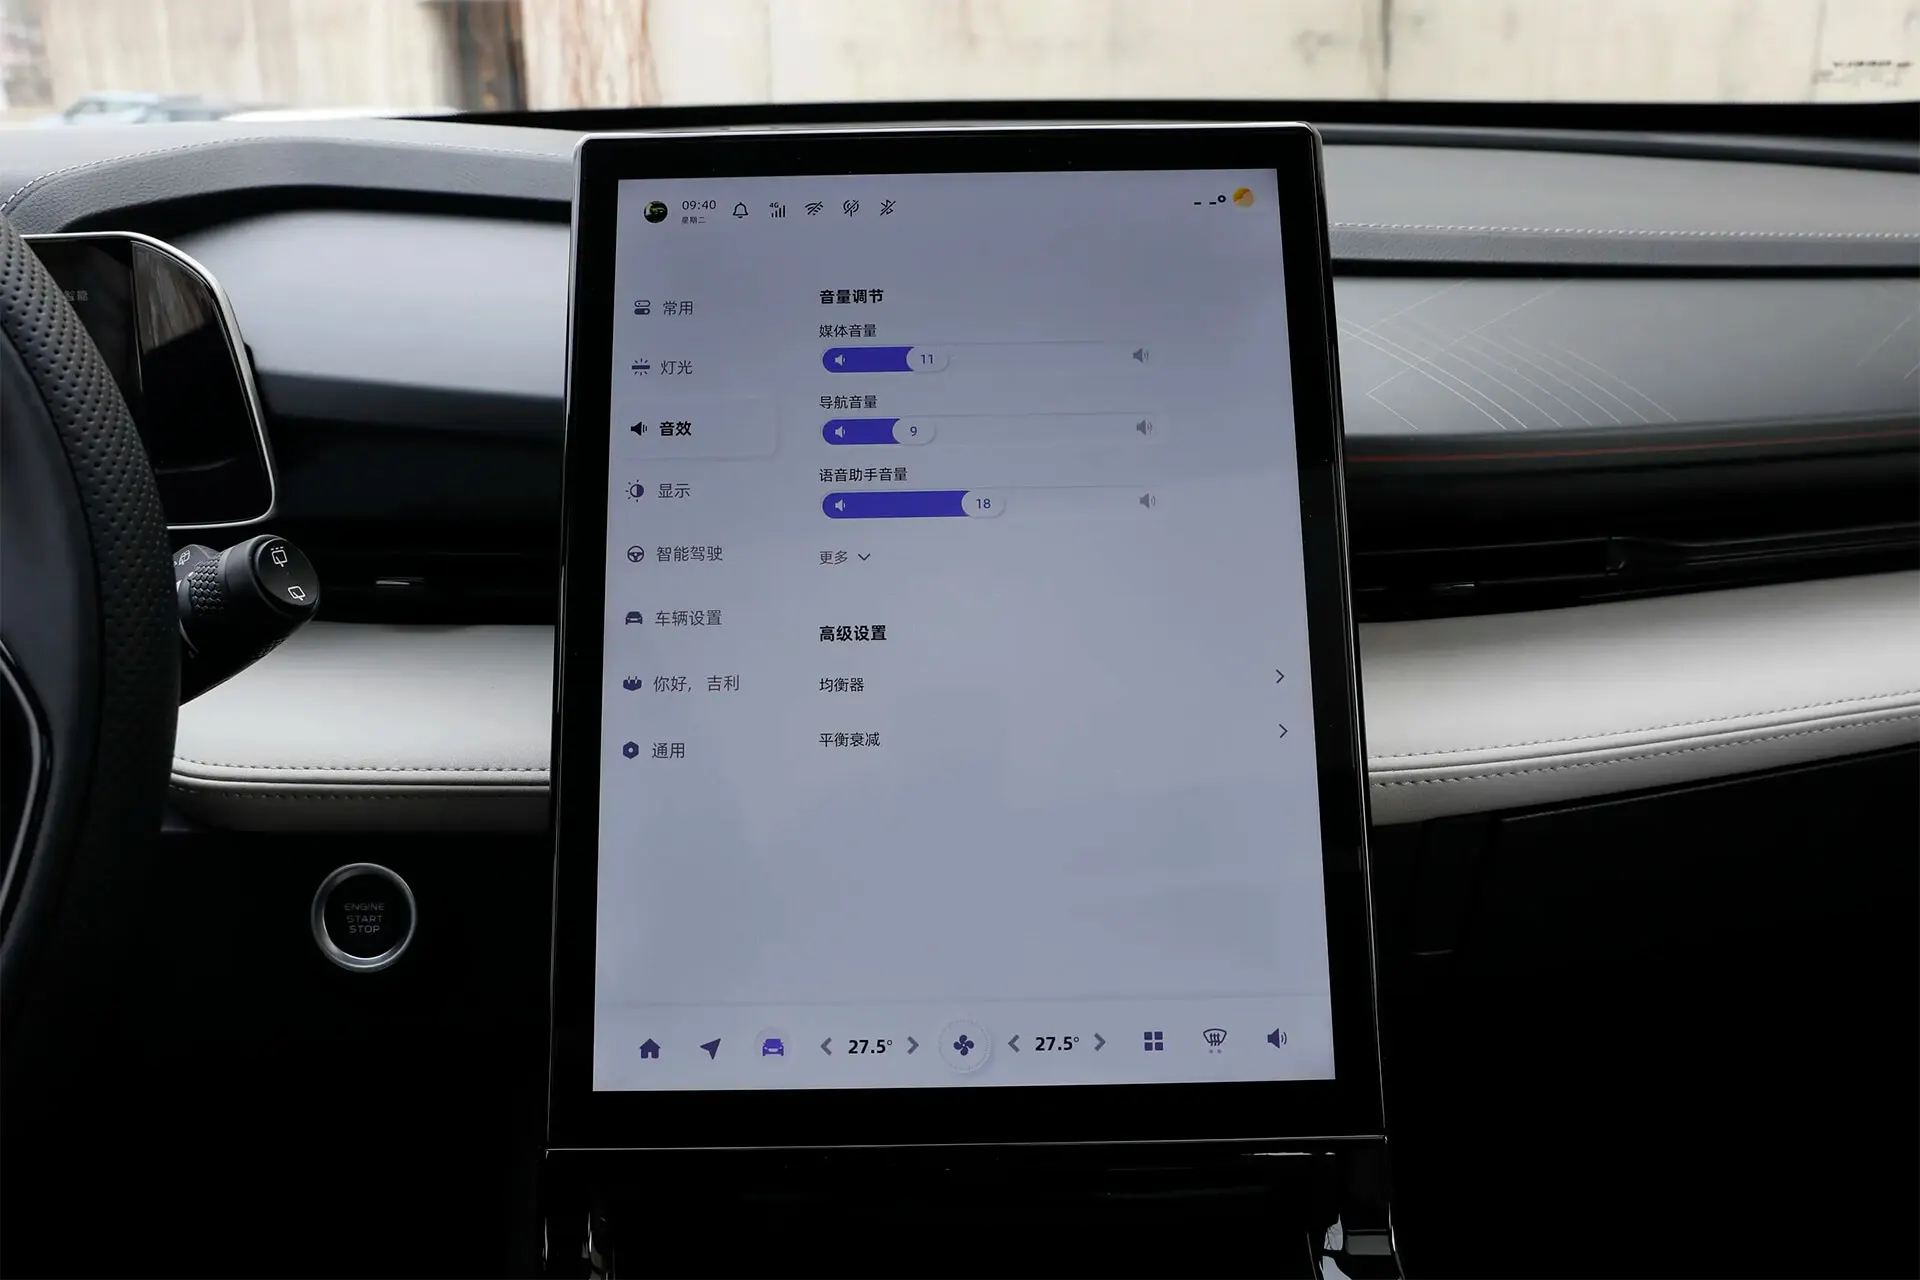 09:40
星期二
4G
常用
灯光
音效
显示
智能驾驶
车辆设置
你好，吉利
通用
音量调节
媒体音量
11
导航音量
9
语音助手音量
18
更多
高级设置
均衡器
平衡衰减
27.5°
27.5°
智能
ENGINE
START
STOP